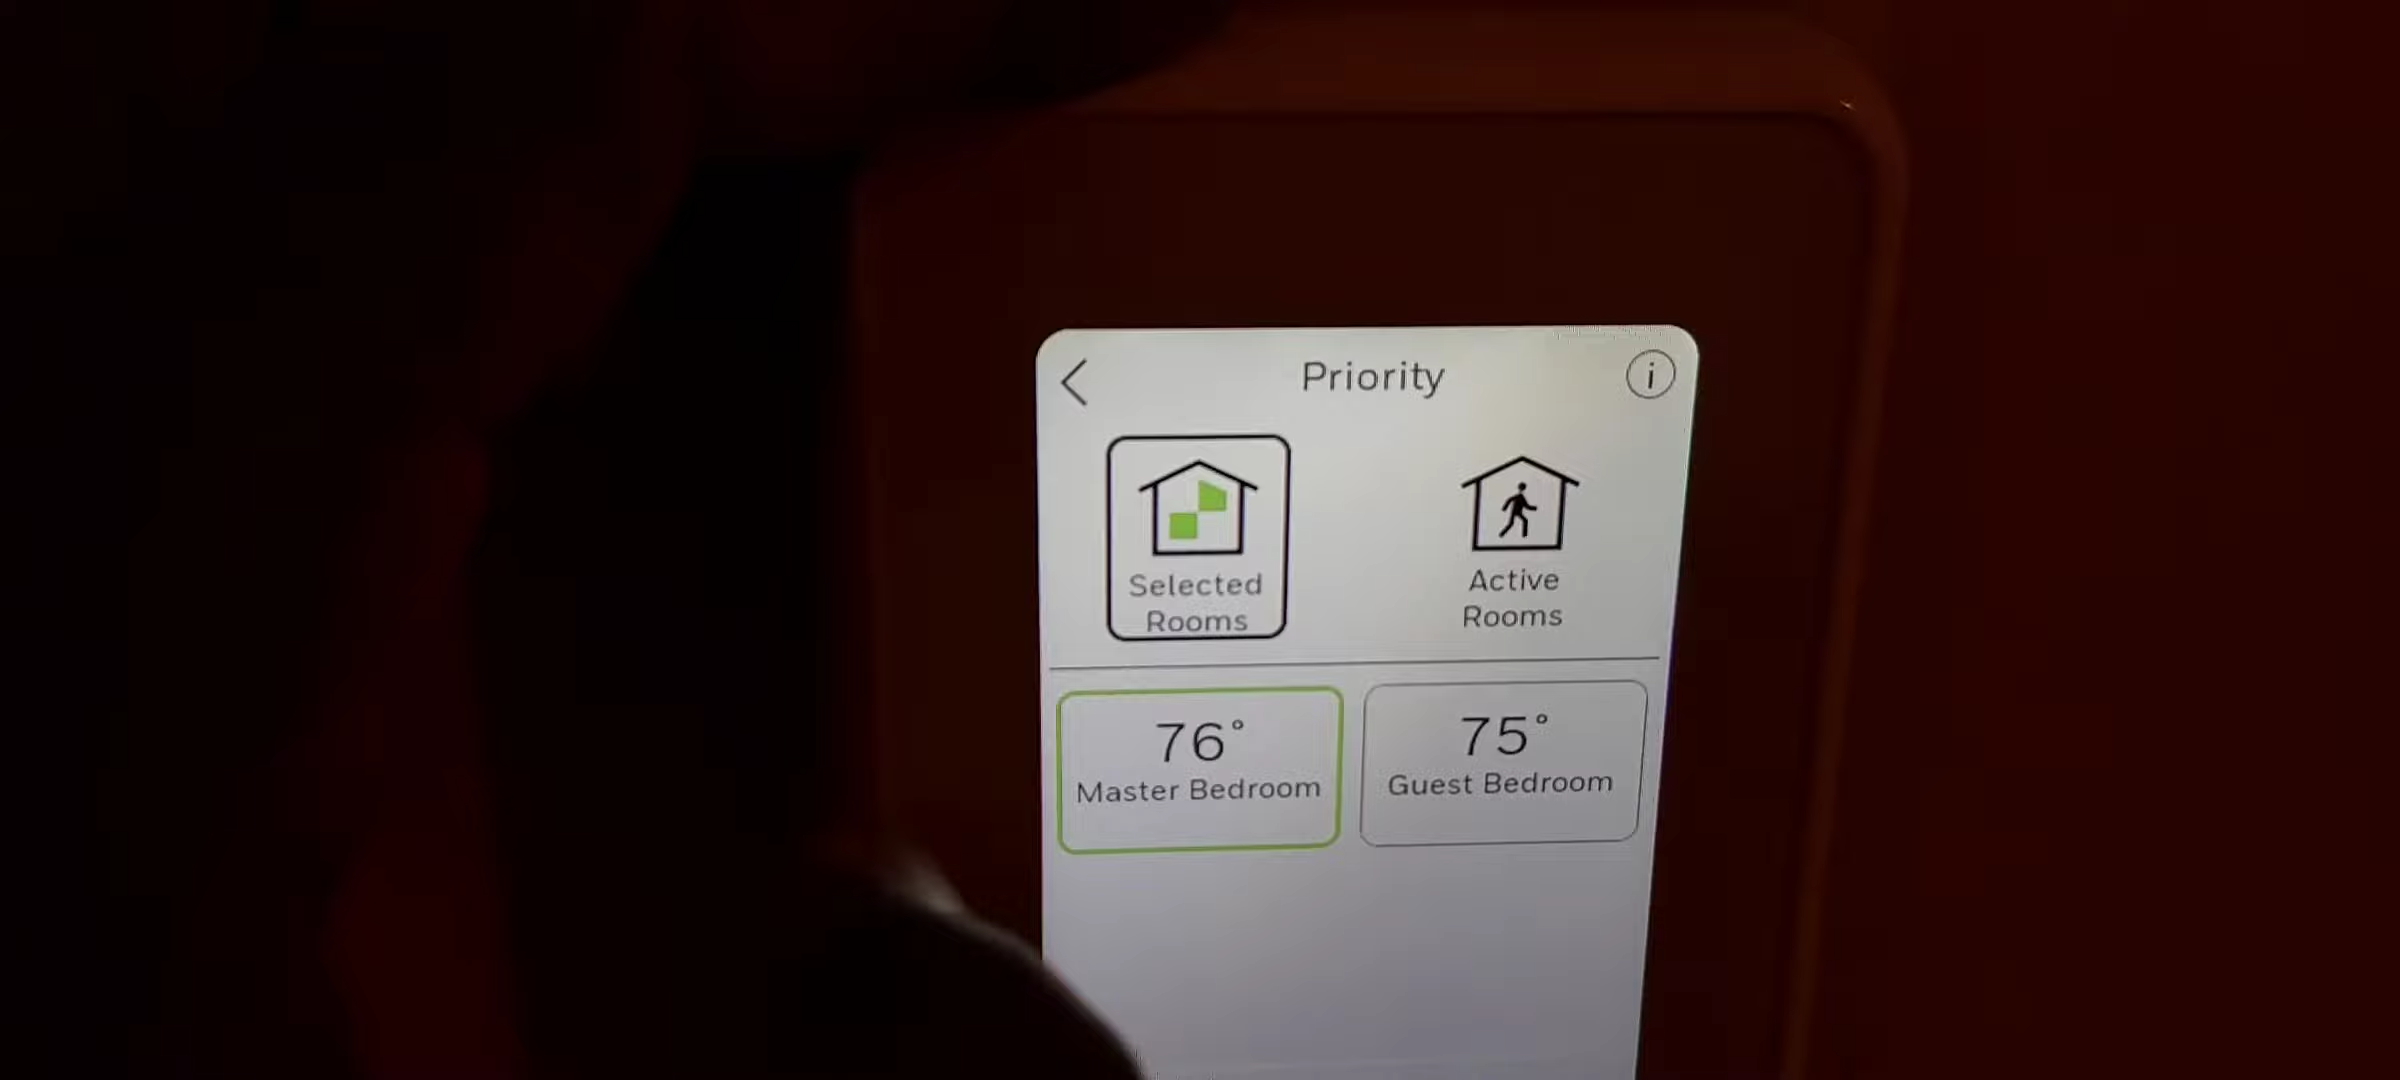 Priority
Selected
Rooms
Active
Rooms
76°
Master Bedroom
75°
Guest Bedroom